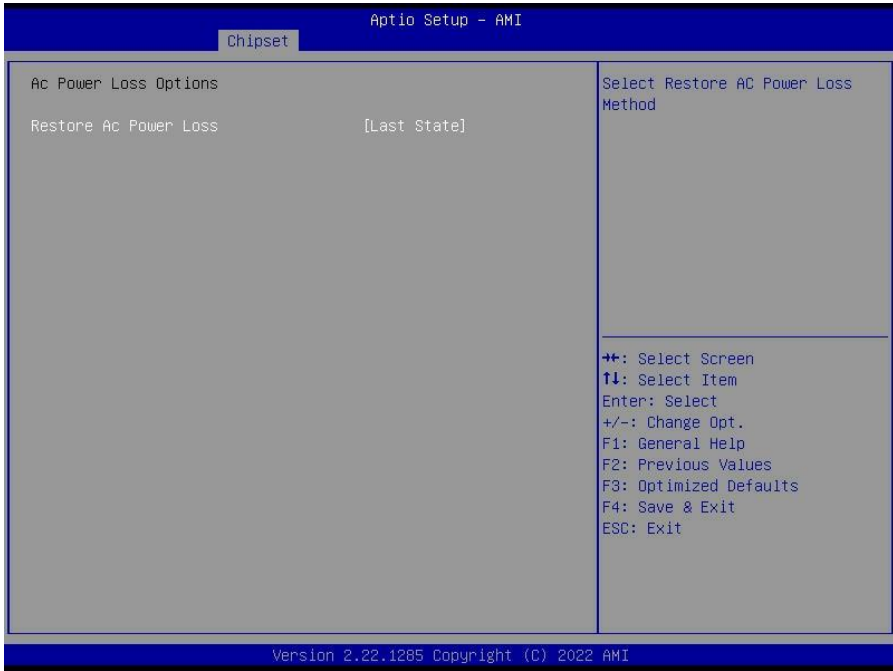 Aptio Setup – AMI
Chipset
Ac Power Loss Options
Restore Ac Power Loss [Last State]
Select Restore AC Power Loss
Method
→←: Select Screen
↑↓: Select Item
Enter: Select
+/-: Change Opt.
F1: General Help
F2: Previous Values
F3: Optimized Defaults
F4: Save & Exit
ESC: Exit
Version 2.22.1285 Copyright (C) 2022 AMI